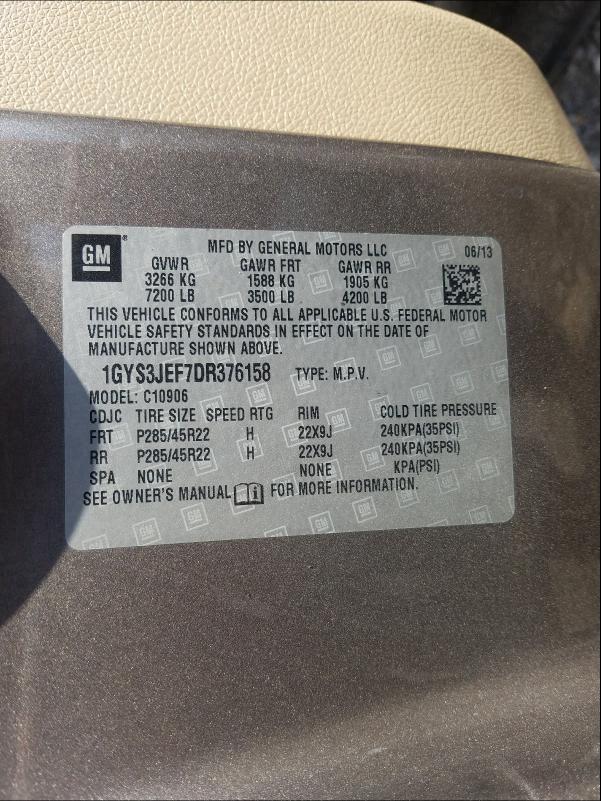 GM
MFD BY GENERAL MOTORS LLC 06/13
GVWR GAWR FRT GAWR RR
3266 KG 1588 KG 1905 KG
7200 LB 3500 LB 4200 LB
THIS VEHICLE CONFORMS TO ALL APPLICABLE U.S. FEDERAL MOTOR
VEHICLE SAFETY STANDARDS IN EFFECT ON THE DATE OF
MANUFACTURE SHOWN ABOVE.
1GYS3JEF7DR376158 TYPE: M.P.V.
MODEL: C10906
CDJC TIRE SIZE SPEED RTG RIM COLD TIRE PRESSURE
FRT P285/45R22 H 22X9J 240KPA(35PSI)
RR P285/45R22 H 22X9J 240KPA(35PSI)
SPA NONE NONE KPA(PSI)
SEE OWNER'S MANUAL FOR MORE INFORMATION.